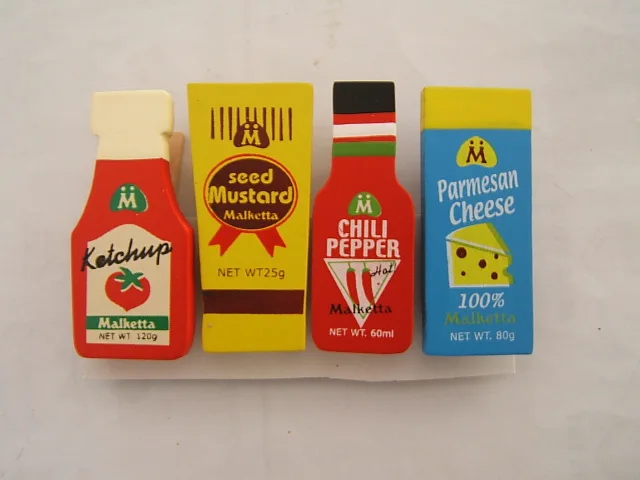 M
Ketchup
Malketta
NET WT 120g
M
seed
Mustard
Malketta
NET WT25g
M
CHILI
PEPPER
Hot!
Malketta
NET WT. 60ml
M
Parmesan
Cheese
100%
Malketta
NET WT. 80g